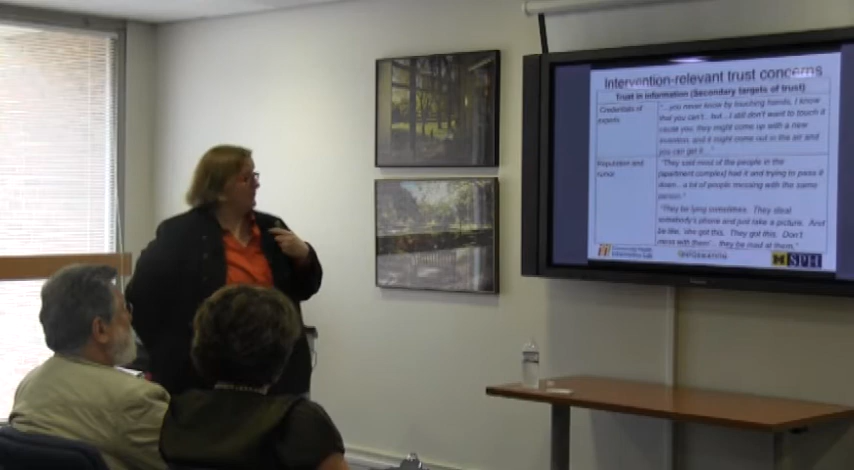 Intervention-relevant trust concerns
Trust in information (Secondary targets of trust)
Credentials of experts
"...you never know by touching hands, I know
that you can't... but... I still don't want to touch it
cause you, they might come up with a new
invention, and it might come out in the air and
you can get it..."
Reputation and rumor
"They said most of the people in the
[apartment complex] had it and trying to pass it
down... a lot of people messing with the same
person."
"They be lying sometimes. They steal
somebody's phone and just take a picture. And
be like, 'she got this. They got this. Don't
mess with them'... they be mad at them."
M SPH